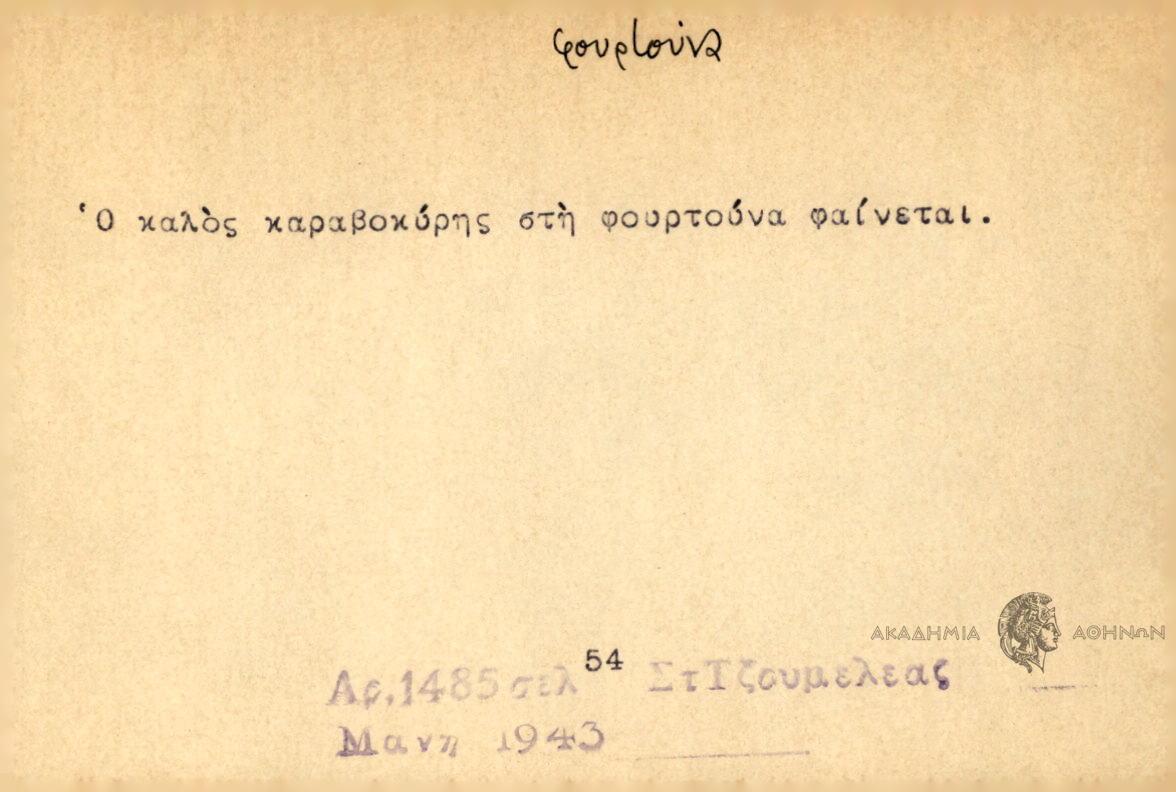 φουρτούνα
Ὁ καλὸς καραβοκύρης στὴ φουρτούνα φαίνεται.
ΑΚΑΔΗΜΙΑ ΑΘΗΝΩΝ
Αρ.1485 σελ 54 ΣτΤζουμελεας
Μανη 1943